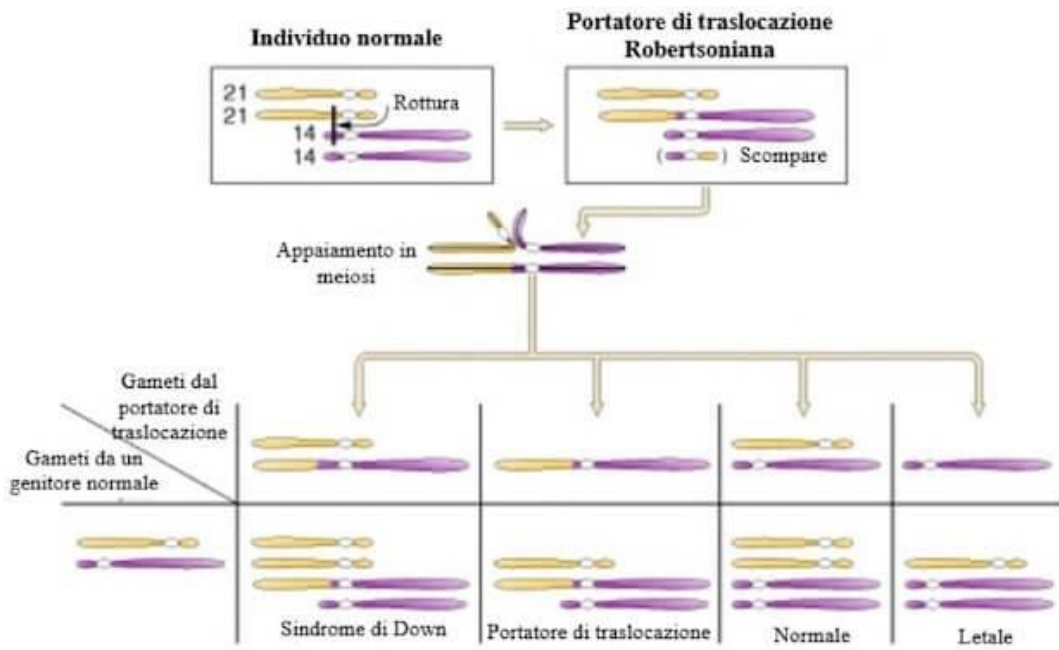 Individuo normale
Portatore di traslocazione
Robertsoniana
21
21
Rottura
14
14
( ) Scompare
Appaiamento in
meiosi
Gameti dal
portatore di
traslocazione
Gameti da un
genitore normale
Sindrome di Down
Portatore di traslocazione
Normale
Letale